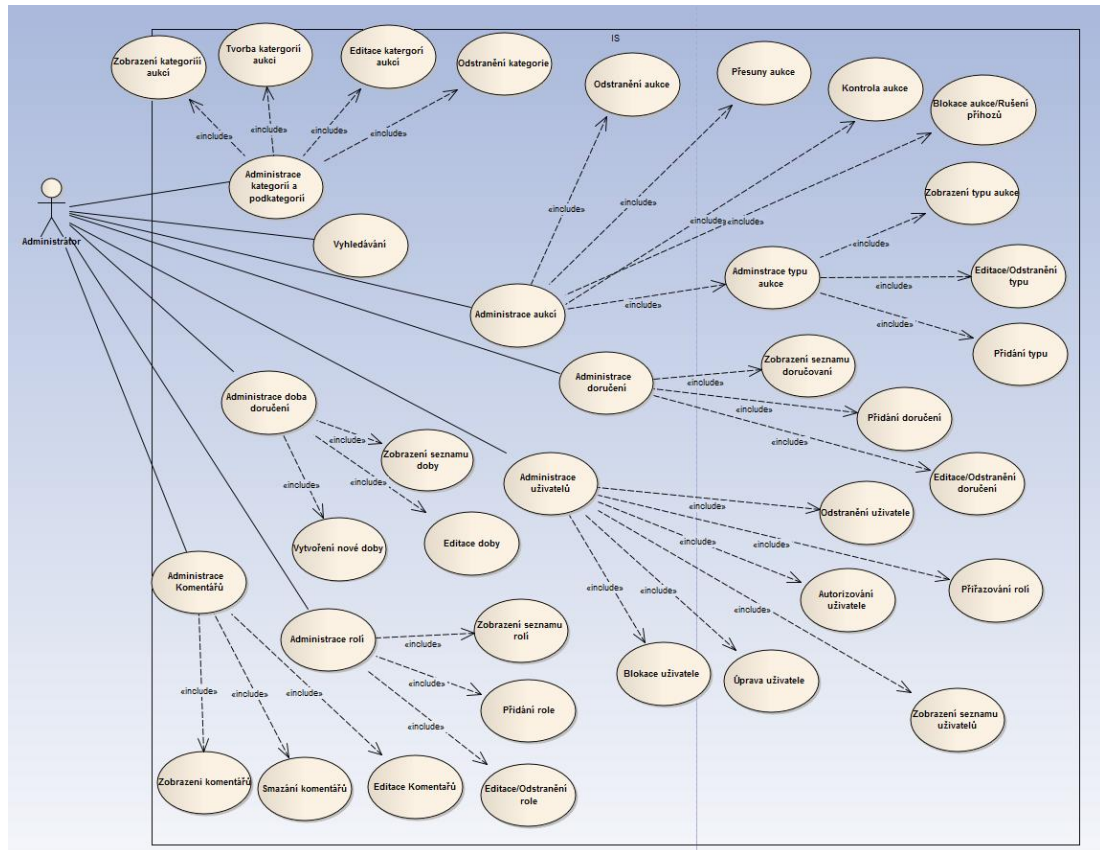 IS
Zobrazení kategoríii
aukcí
Tvorba katergorií
aukcí
Editace katergorí
aukcí
Odstranění kategorie
Odstranění aukce
Přesuny aukce
Kontrola aukce
Blokace aukce/Rušení
příhozů
«include»
«include»
«include»
«include»
Administrace
kategorií a
podkategorií
Administrátor
Vyhledávání
«include»
«include»
«include»
«include»
Zobrazení typu aukce
«include»
Adminstrace typu
aukce
«include»
Editace/Odstranění
typu
Administrace aukcí
«include»
«include»
Přidání typu
Administrace
doručení
«include»
Zobrazení seznamu
doručovaní
«include»
Přidání doručení
«include»
Editace/Odstranění
doručení
Administrace doba
doručení
«include»
Zobrazení seznamu
doby
«include»
«include»
Vytvoření nové doby
Editace doby
Administrace
uživatelů
«include»
Odstranění uživatele
«include»
Přiřazování rolí
«include»
Autorizování
uživatele
«include»
«include»
«include»
Blokace uživatele
Úprava uživatele
Zobrazení seznamu
uživatelů
Administrace
Komentářů
Administrace rolí
«include»
Zobrazení seznamu
rolí
«include»
Přidání role
«include»
«include»
«include»
«include»
Zobrazení komentářů
Smazání komentářů
Editace Komentařů
Editace/Odstranění
role